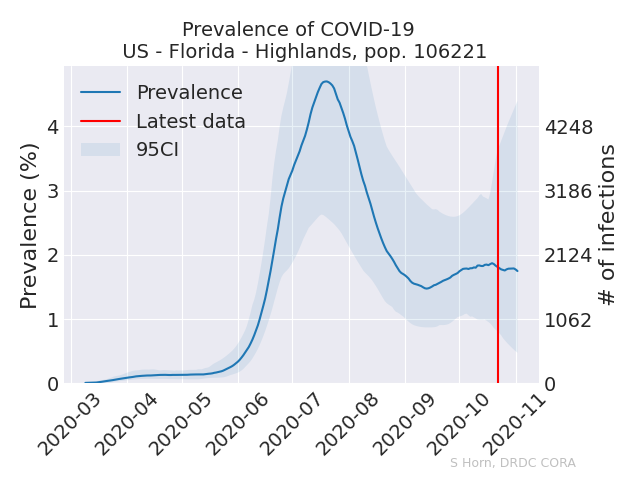 Prevalence of COVID-19
US - Florida - Highlands, pop. 106221
Prevalence
Latest data
95CI
Prevalence (%)
4
3
2
1
0
4248
3186
2124
1062
0
# of infections
2020-03
2020-04
2020-05
2020-06
2020-07
2020-08
2020-09
2020-10
2020-11
S Horn, DRDC CORA